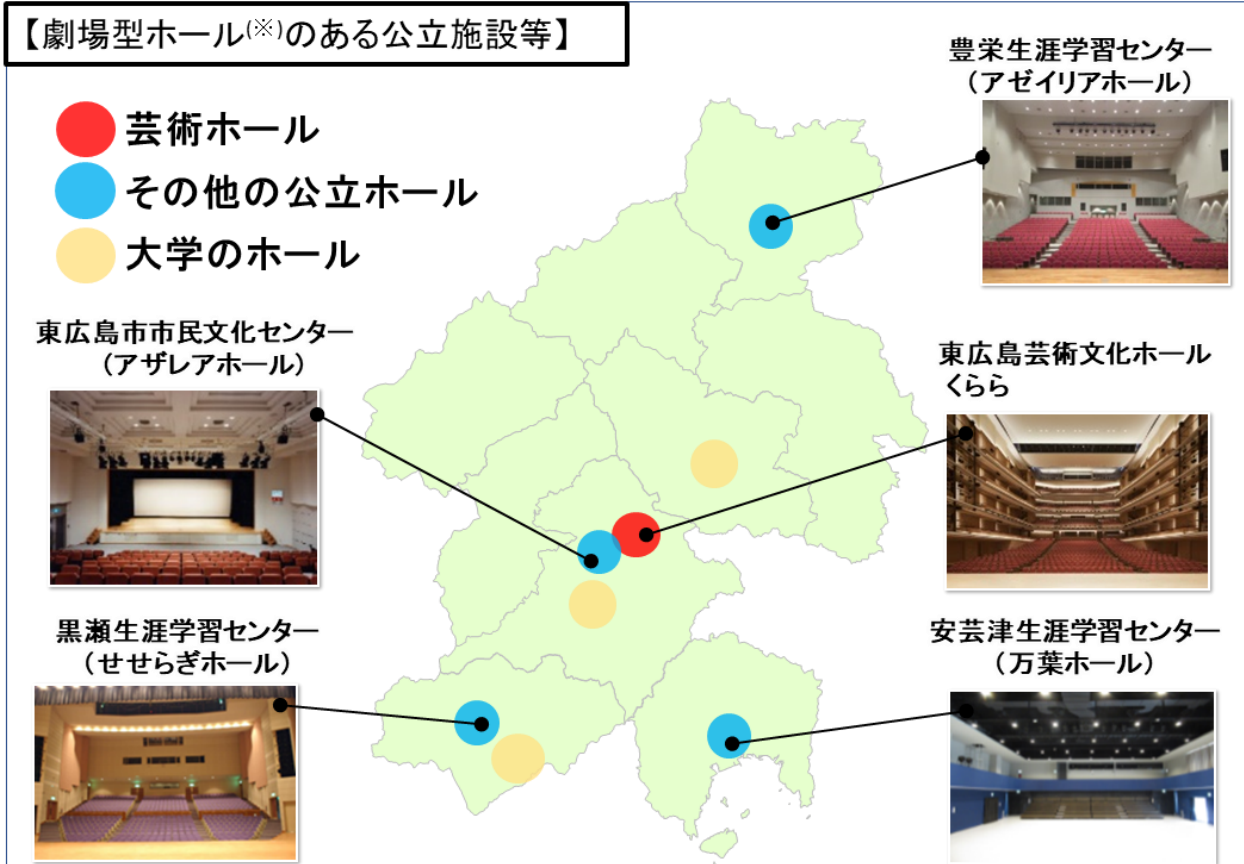 【劇場型ホール(※)のある公立施設等】
芸術ホール
その他の公立ホール
大学のホール
豊栄生涯学習センター
（アゼイリアホール）
東広島市市民文化センター
（アザレアホール）
東広島芸術文化ホール
くらら
黒瀬生涯学習センター
（せせらぎホール）
安芸津生涯学習センター
（万葉ホール）